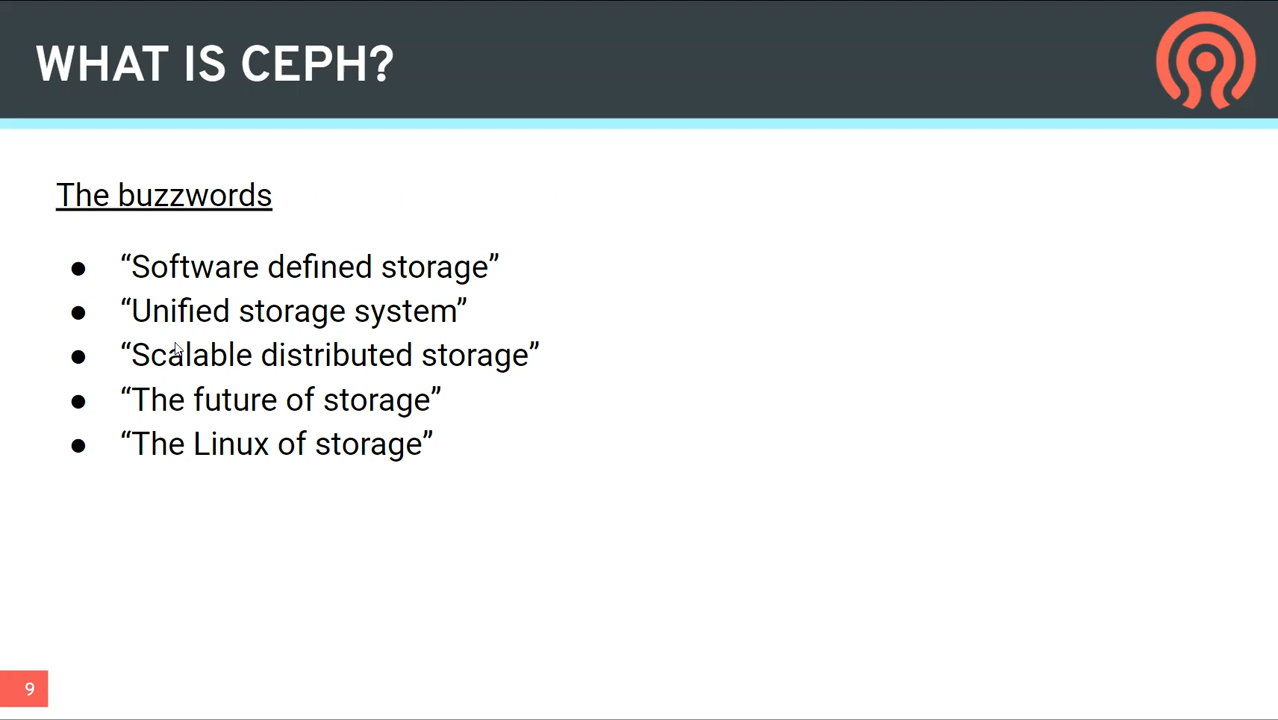 WHAT IS CEPH?
The buzzwords
● “Software defined storage”
● “Unified storage system”
● “Scalable distributed storage”
● “The future of storage”
● “The Linux of storage”
9